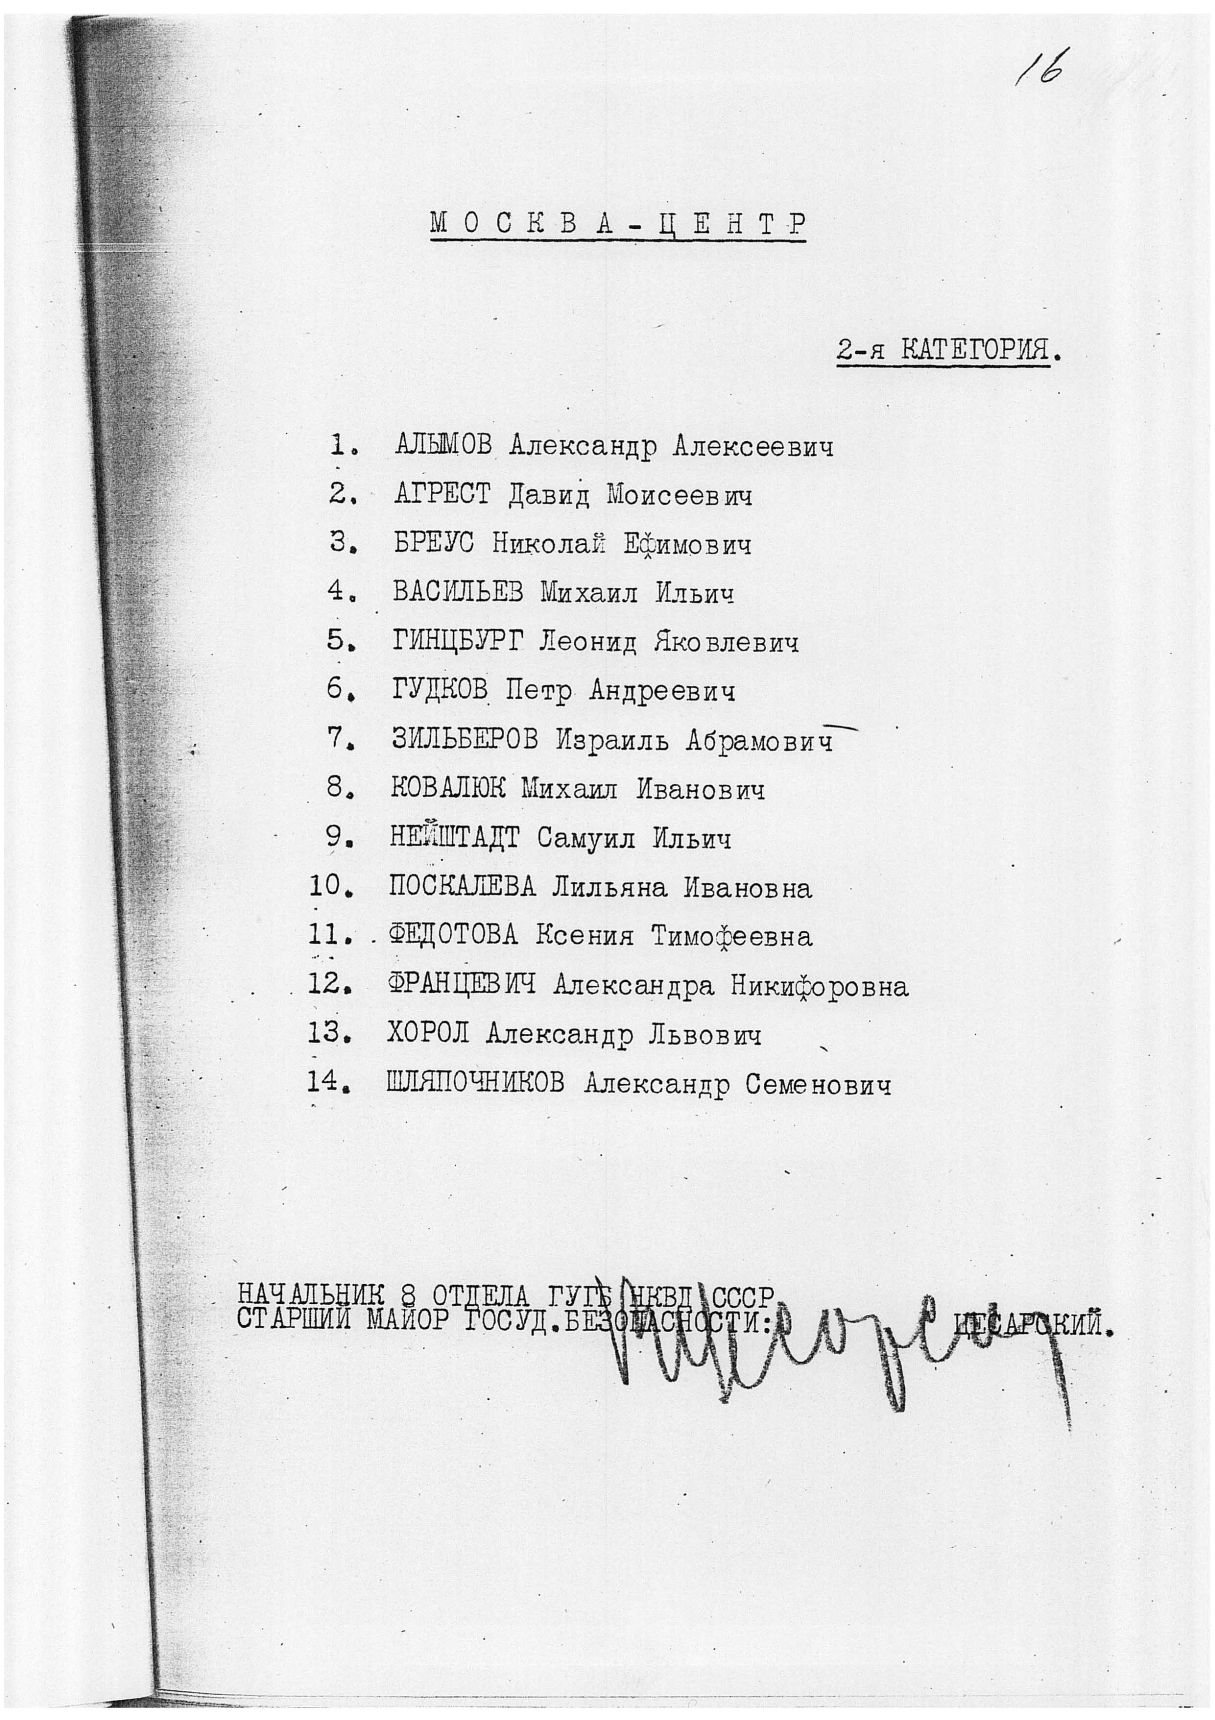 16
МОСКВА-ЦЕНТР
2-я КАТЕГОРИЯ.
1. АЛЫМОВ Александр Алексеевич
2. АГРЕСТ Давид Моисеевич
3. БРЕУС Николай Ефимович
4. ВАСИЛЬЕВ Михаил Ильич
5. ГИНЦБУРГ Леонид Яковлевич
6. ГУДКОВ Петр Андреевич
7. ЗИЛЬБЕРОВ Израиль Абрамович
8. КОВАЛЮК Михаил Иванович
9. НЕЙШТАДТ Самуил Ильич
10. ПОСКАЛЕВА Лильяна Ивановна
11. ФЕДОТОВА Ксения Тимофеевна
12. ФРАНЦЕВИЧ Александра Никифоровна
13. ХОРОЛ Александр Львович
14. ШЛЯПОЧНИКОВ Александр Семенович
НАЧАЛЬНИК 8 ОТДЕЛА ГУГБ НКВД СССР
СТАРШИЙ МАЙОР ГОСУД.БЕЗОПАСНОСТИ: ЦЕСАРСКИЙ.